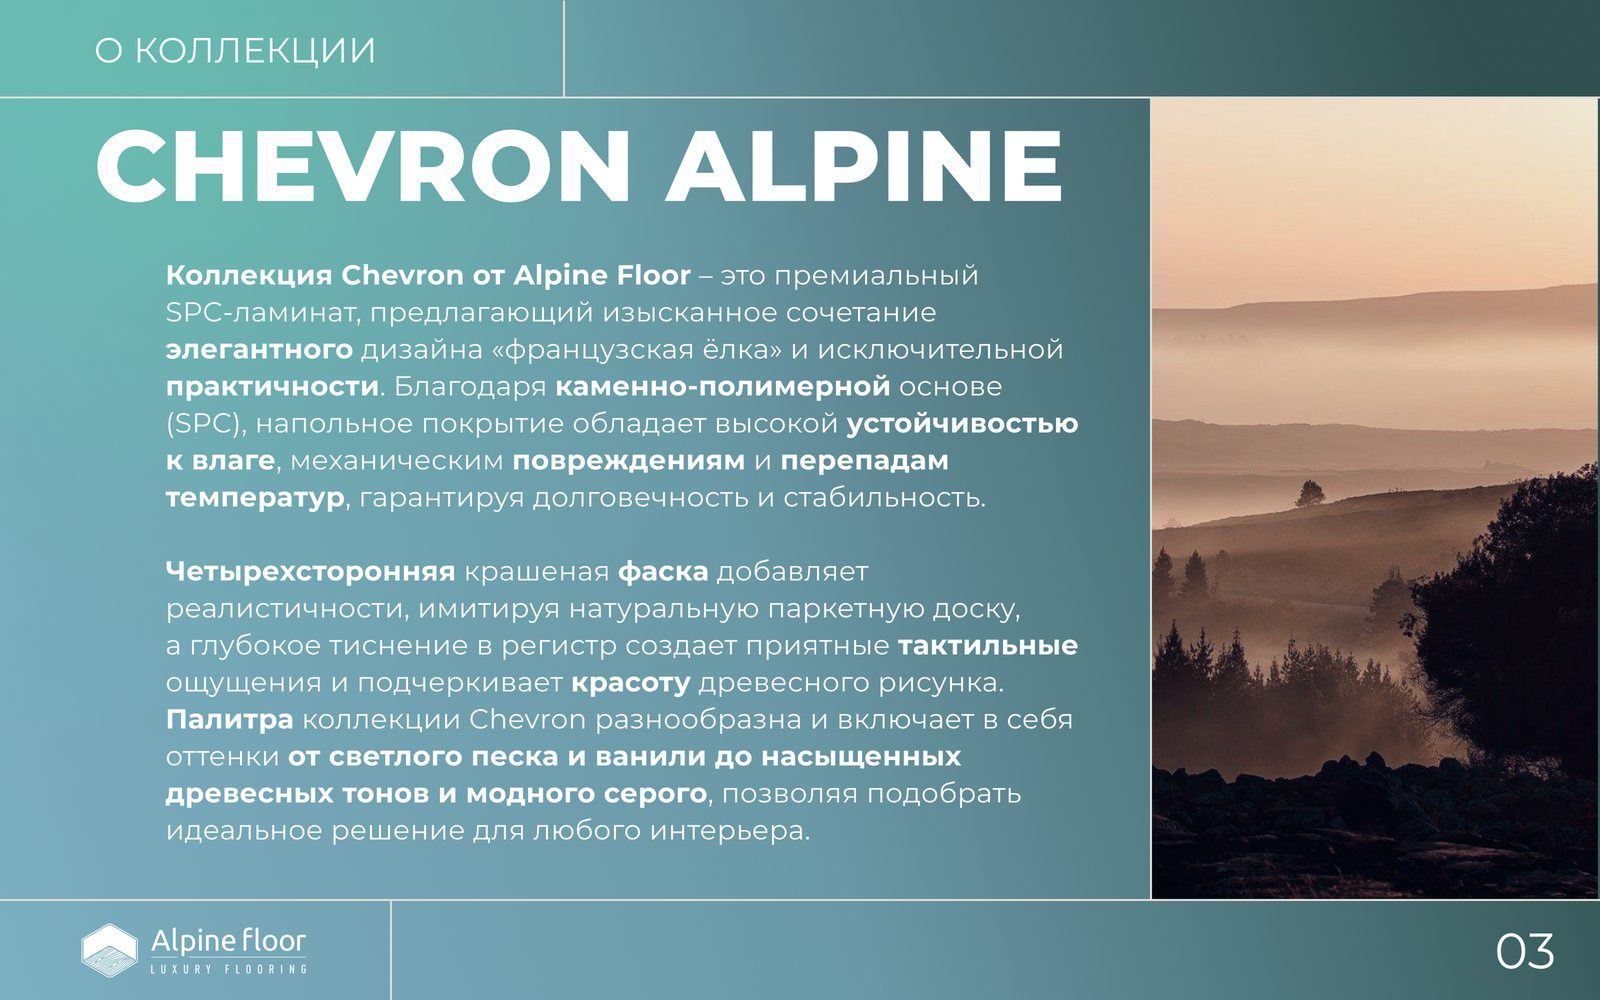 О КОЛЛЕКЦИИ
CHEVRON ALPINE
Коллекция Chevron от Alpine Floor – это премиальный
SPC-ламинат, предлагающий изысканное сочетание
элегантного дизайна «французская ёлка» и исключительной
практичности. Благодаря каменно-полимерной основе
(SPC), напольное покрытие обладает высокой устойчивостью
к влаге, механическим повреждениям и перепадам
температур, гарантируя долговечность и стабильность.
Четырехсторонняя крашеная фаска добавляет
реалистичности, имитируя натуральную паркетную доску,
а глубокое тиснение в регистр создает приятные тактильные
ощущения и подчеркивает красоту древесного рисунка.
Палитра коллекции Chevron разнообразна и включает в себя
оттенки от светлого песка и ванили до насыщенных
древесных тонов и модного серого, позволяя подобрать
идеальное решение для любого интерьера.
Alpine floor
LUXURY FLOORING
03